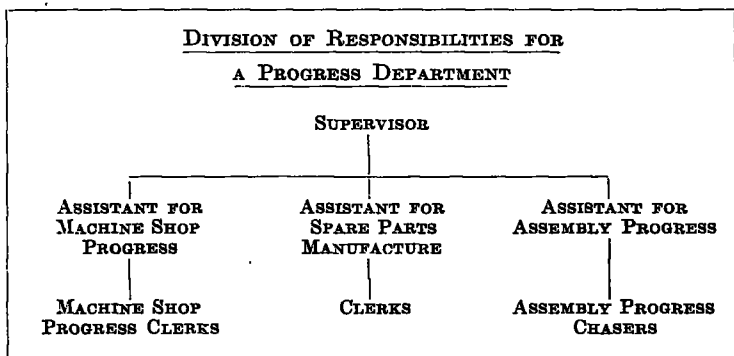 DIVISION OF RESPONSIBILITIES FOR
A PROGRESS DEPARTMENT
SUPERVISOR
ASSISTANT FOR
MACHINE SHOP
PROGRESS
ASSISTANT FOR
SPARE PARTS
MANUFACTURE
ASSISTANT FOR
ASSEMBLY PROGRESS
MACHINE SHOP
PROGRESS CLERKS
CLERKS
ASSEMBLY PROGRESS
CHASERS